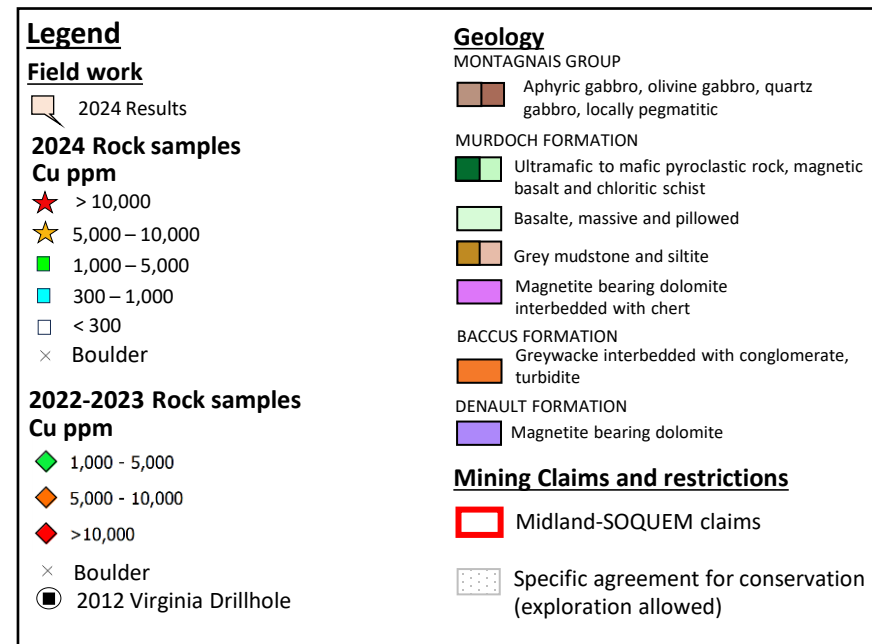 Legend
Field work
2024 Results
2024 Rock samples
Cu ppm
> 10,000
5,000 – 10,000
1,000 – 5,000
300 – 1,000
< 300
Boulder
2022-2023 Rock samples
Cu ppm
1,000 - 5,000
5,000 - 10,000
>10,000
Boulder
2012 Virginia Drillhole
Geology
MONTAGNAIS GROUP
Aphyric gabbro, olivine gabbro, quartz
gabbro, locally pegmatitic
MURDOCH FORMATION
Ultramafic to mafic pyroclastic rock, magnetic
basalt and chloritic schist
Basalte, massive and pillowed
Grey mudstone and siltite
Magnetite bearing dolomite
interbedded with chert
BACCUS FORMATION
Greywacke interbedded with conglomerate,
turbidite
DENAULT FORMATION
Magnetite bearing dolomite
Mining Claims and restrictions
Midland-SOQUEM claims
Specific agreement for conservation
(exploration allowed)